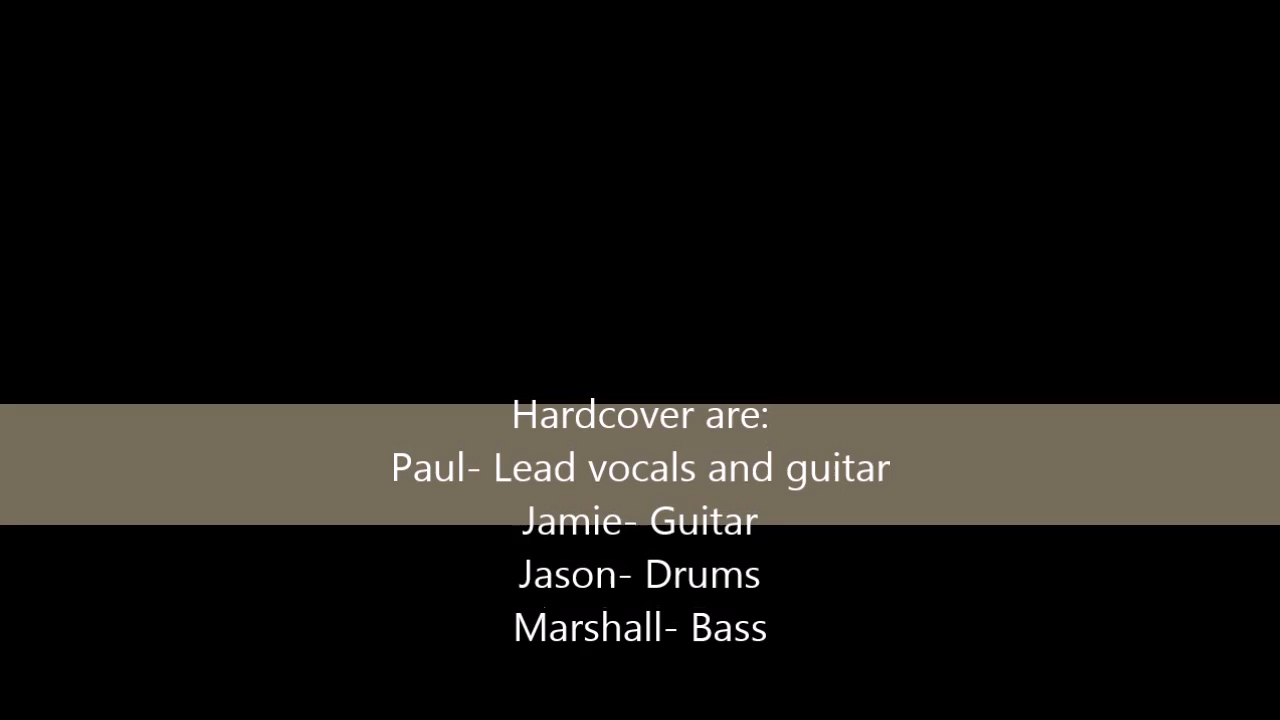 Hardcover are:
Paul- Lead vocals and guitar
Jamie- Guitar
Jason- Drums
Marshall- Bass